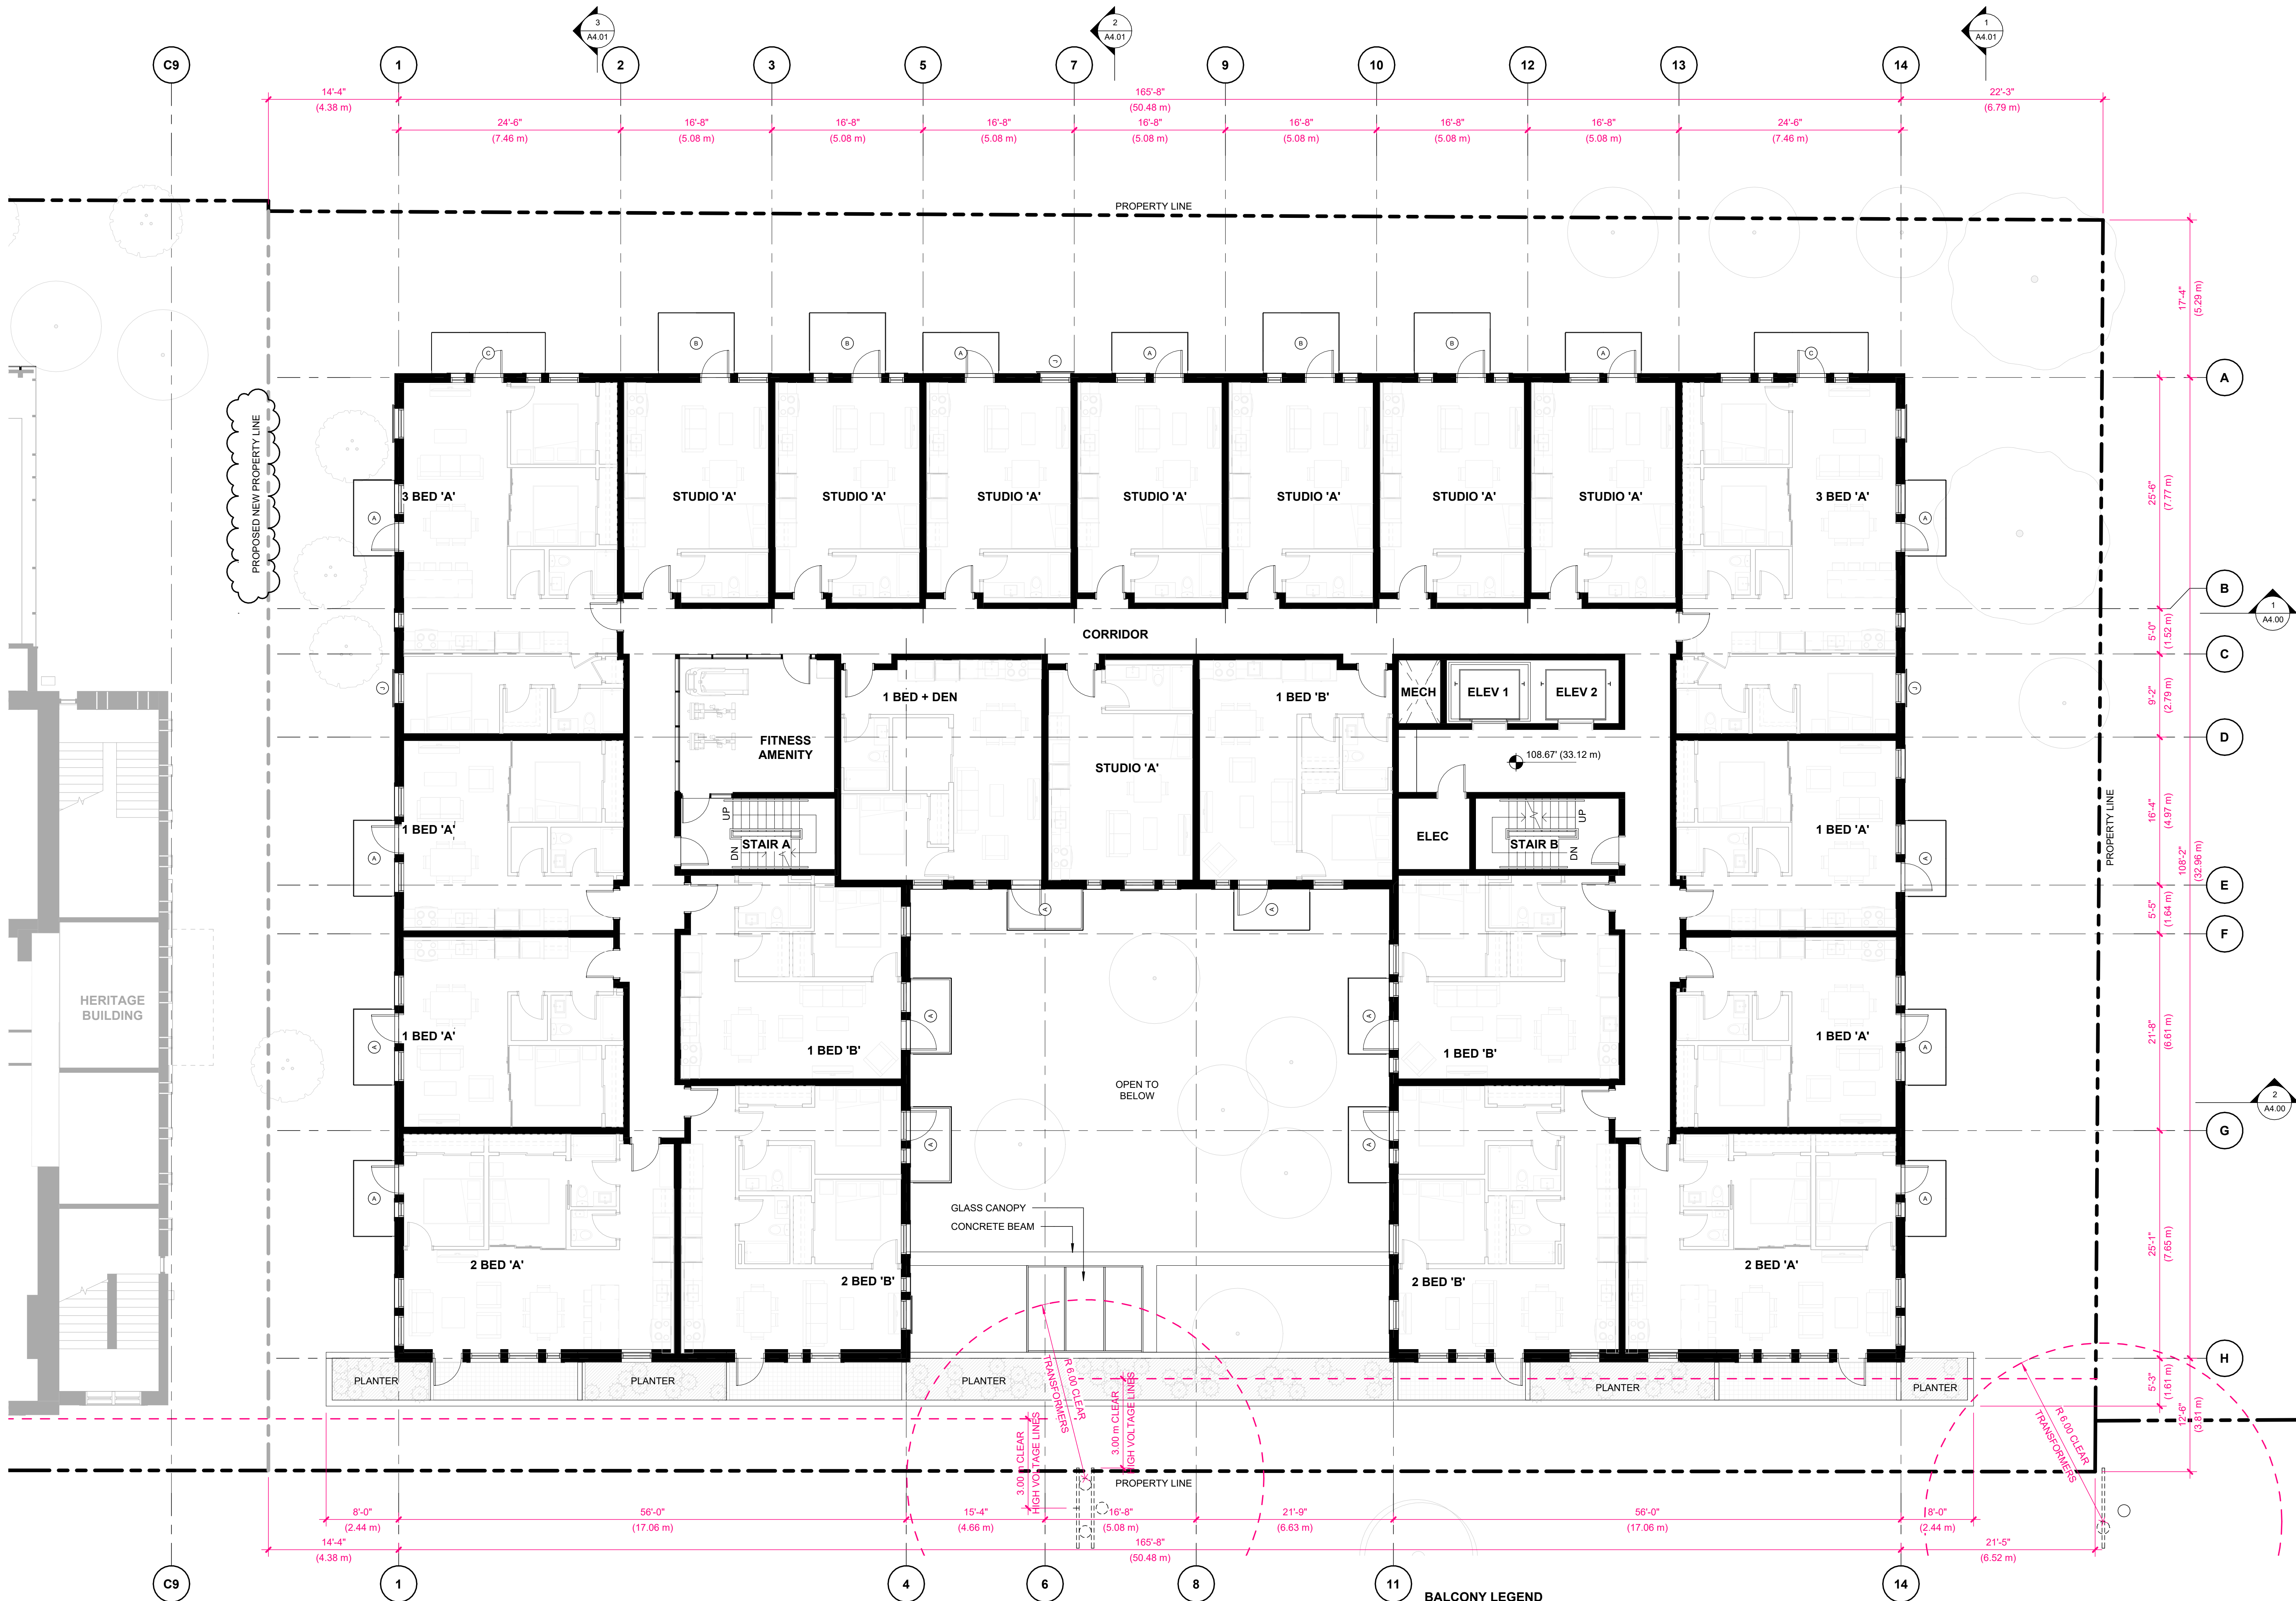 3
A4.01
2
A4.01
1
A4.01
C9
1
2
3
5
7
9
10
12
13
14
14'-4"
(4.38 m)
165'-8"
(50.48 m)
22'-3"
(6.79 m)
24'-6"
(7.46 m)
16'-8"
(5.08 m)
16'-8"
(5.08 m)
16'-8"
(5.08 m)
16'-8"
(5.08 m)
16'-8"
(5.08 m)
16'-8"
(5.08 m)
16'-8"
(5.08 m)
24'-6"
(7.46 m)
PROPERTY LINE
17'-4"
(5.29 m)
C
B
B
A
J
A
B
B
A
C
A
PROPOSED NEW PROPERTY LINE
3 BED 'A'
STUDIO 'A'
STUDIO 'A'
STUDIO 'A'
STUDIO 'A'
STUDIO 'A'
STUDIO 'A'
STUDIO 'A'
3 BED 'A'
A
A
25'-6"
(7.77 m)
B
1
A4.00
5'-0"
(1.52 m)
CORRIDOR
C
J
1 BED + DEN
1 BED 'B'
MECH
ELEV 1
ELEV 2
J
9'-2"
(2.79 m)
FITNESS
AMENITY
STUDIO 'A'
108.67' (33.12 m)
D
PROPERTY LINE
1 BED 'A'
A
UP
DN
STAIR A
ELEC
STAIR B
UP
DN
1 BED 'A'
A
16'-4"
(4.97 m)
108'-2"
(32.96 m)
E
A
A
5'-5"
(1.64 m)
F
HERITAGE
BUILDING
1 BED 'A'
A
1 BED 'B'
A
A
1 BED 'B'
1 BED 'A'
A
21'-8"
(6.61 m)
OPEN TO
BELOW
2
A4.00
G
A
A
A
A
GLASS CANOPY
CONCRETE BEAM
2 BED 'A'
2 BED 'B'
2 BED 'B'
2 BED 'A'
25'-1"
(7.65 m)
H
PLANTER
PLANTER
PLANTER
PLANTER
PLANTER
R 6.00 CLEAR
TRANSFORMERS
3.00 m CLEAR
HIGH VOLTAGE LINES
3.00 m CLEAR
HIGH VOLTAGE LINES
R 6.00 CLEAR
TRANSFORMERS
5'-3"
(1.61 m)
12'-6"
(3.81 m)
PROPERTY LINE
8'-0"
(2.44 m)
56'-0"
(17.06 m)
15'-4"
(4.66 m)
16'-8"
(5.08 m)
21'-9"
(6.63 m)
56'-0"
(17.06 m)
8'-0"
(2.44 m)
14'-4"
(4.38 m)
165'-8"
(50.48 m)
21'-5"
(6.52 m)
C9
1
4
6
8
11
14
BALCONY LEGEND